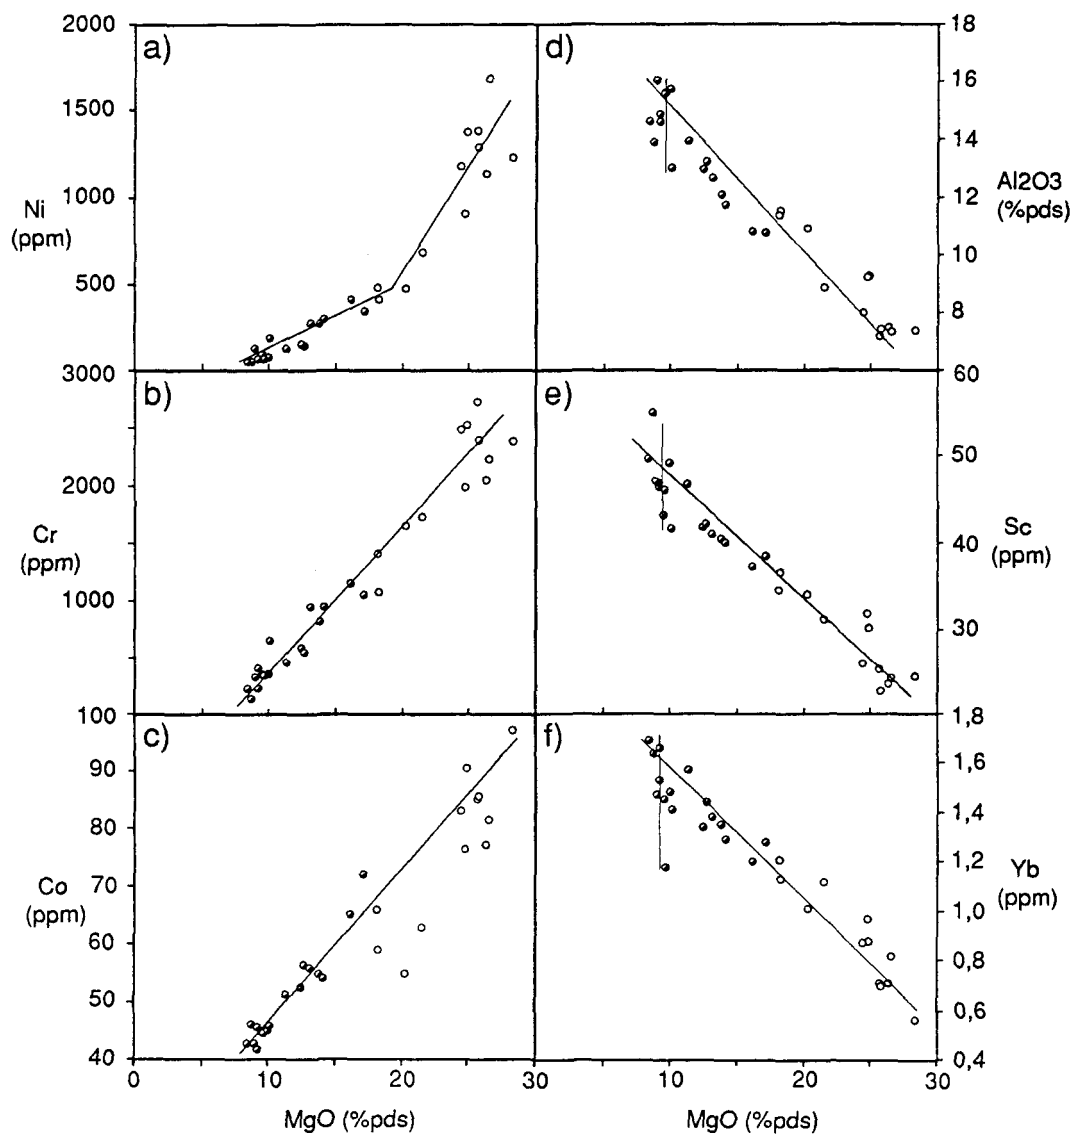 a)
2000
1500
1000
500
Ni
(ppm)
d)
18
16
14
12
10
8
Al2O3
(%pds)
b)
3000
2000
1000
Cr
(ppm)
e)
60
50
40
30
Sc
(ppm)
c)
100
90
80
70
60
50
40
Co
(ppm)
f)
1,8
1,6
1,4
1,2
1,0
0,8
0,6
0,4
Yb
(ppm)
0
10
20
30
MgO (%pds)
10
20
30
MgO (%pds)